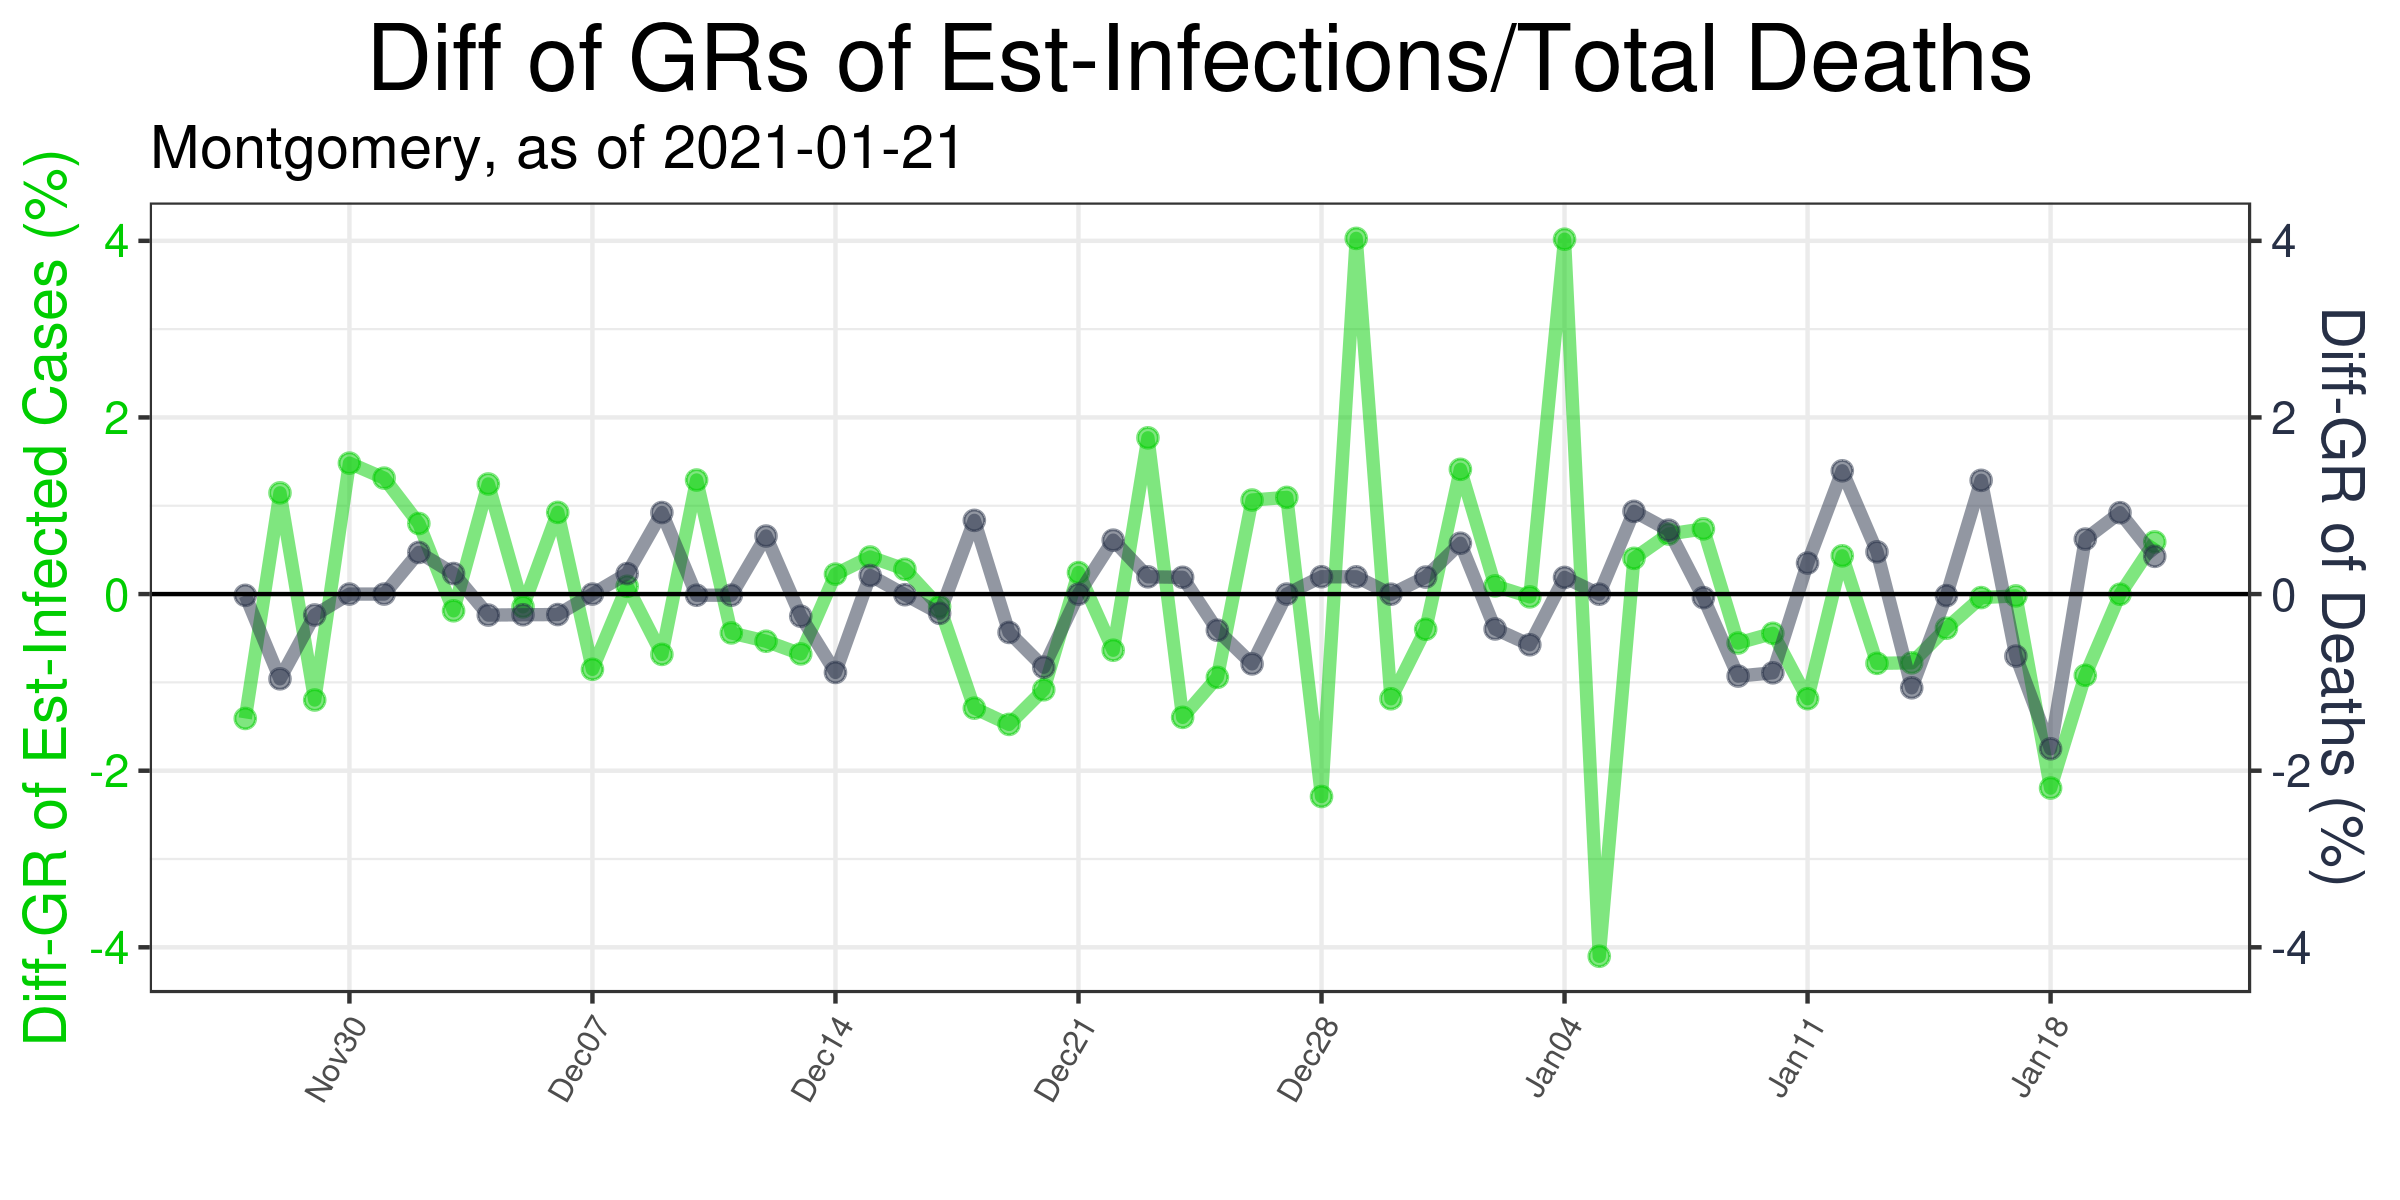 Diff of GRs of Est-Infections/Total Deaths
Montgomery, as of 2021-01-21
Diff-GR of Est-Infected Cases (%)
4
2
0
-2
-4
4
2
0
-2
-4
Diff-GR of Deaths (%)
Nov30
Dec07
Dec14
Dec21
Dec28
Jan04
Jan11
Jan18